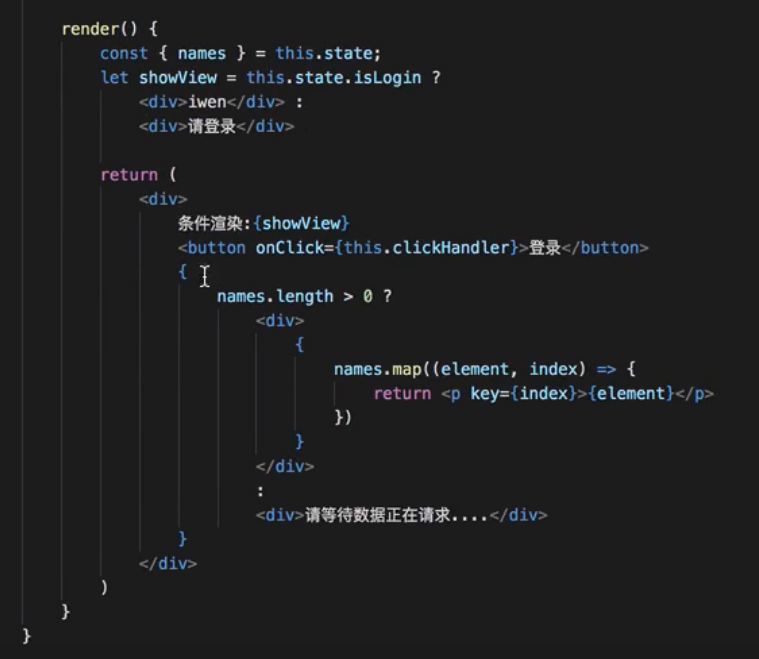 render() {
const { names } = this.state;
let showView = this.state.isLogin ?
<div>iwen</div> :
<div>请登录</div>
return (
<div>
条件渲染:{showView}
<button onClick={this.clickHandler}>登录</button>
{
names.length > 0 ?
<div>
{
names.map((element, index) => {
return <p key={index}>{element}</p>
})
}
</div>
:
<div>请等待数据正在请求....</div>
}
</div>
)
}
}